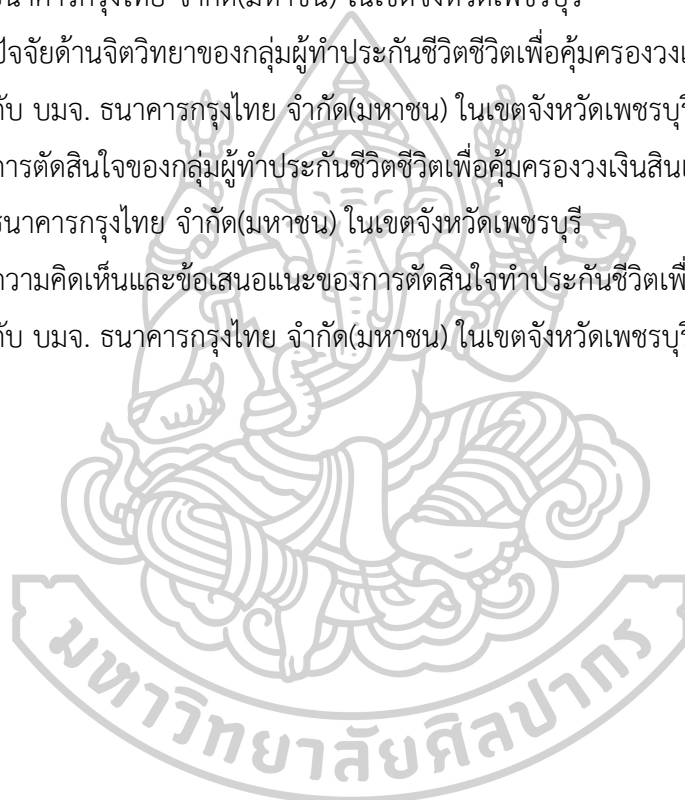 ธนาคารกรุงไทย จำกัด(มหาชน) ในเขตจังหวัดเพชรบุรี
ปัจจัยด้านจิตวิทยาของกลุ่มผู้ทำประกันชีวิตชีวิตเพื่อคุ้มครองวงเ
กับ บมจ. ธนาคารกรุงไทย จำกัด(มหาชน) ในเขตจังหวัดเพชรบุรี
การตัดสินใจของกลุ่มผู้ทำประกันชีวิตชีวิตเพื่อคุ้มครองวงเงินสินเ
ธนาคารกรุงไทย จำกัด(มหาชน) ในเขตจังหวัดเพชรบุรี
ความคิดเห็นและข้อเสนอแนะของการตัดสินใจทำประกันชีวิตเพื่
กับ บมจ. ธนาคารกรุงไทย จำกัด(มหาชน) ในเขตจังหวัดเพชรบุรี
มหาวิทยาลัยศิลปากร